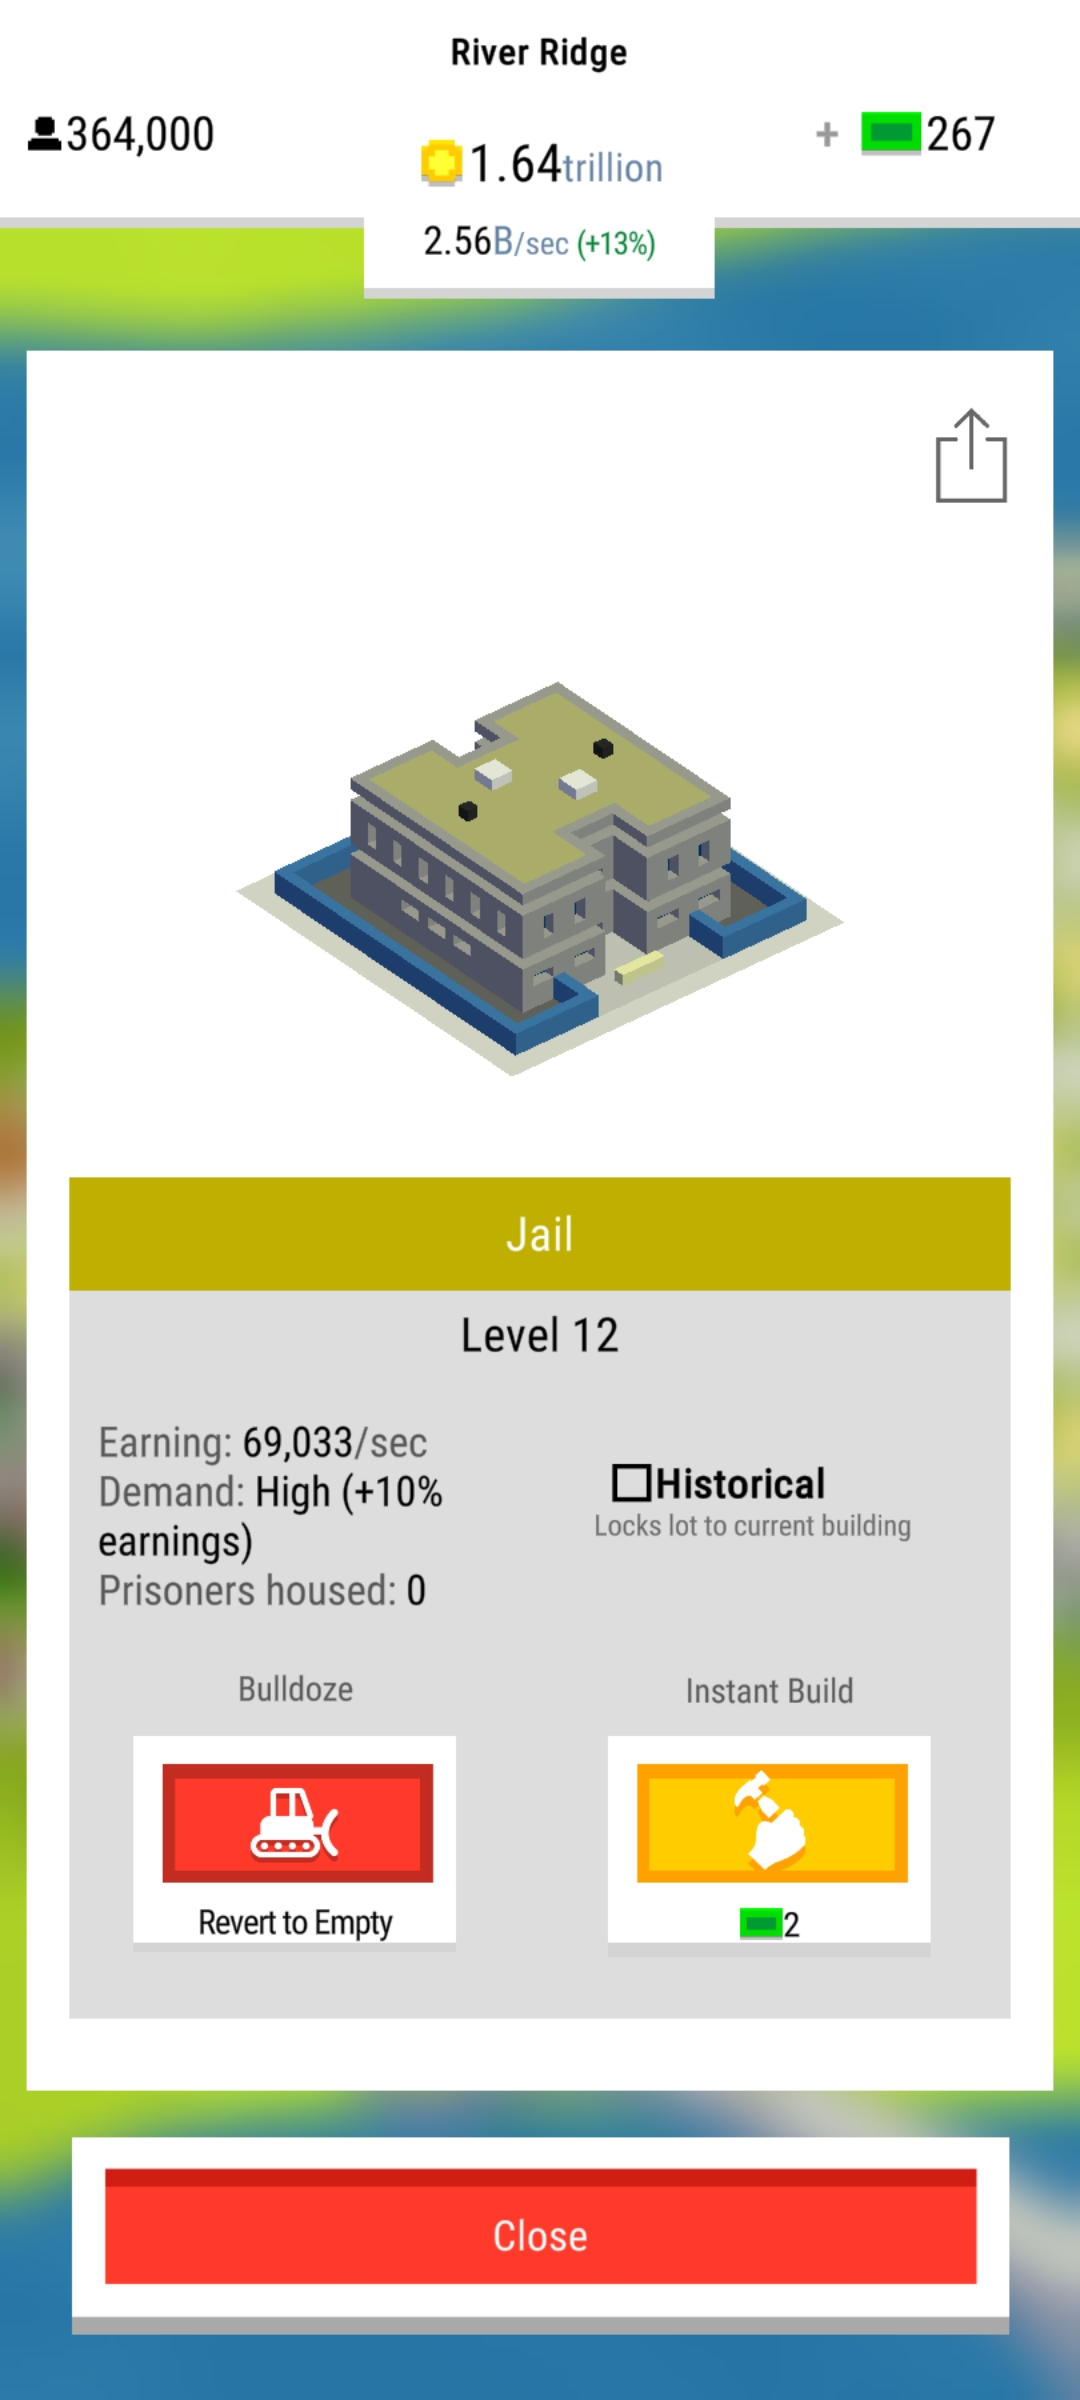 River Ridge
364,000
1.64trillion
+ 267
2.56B/sec (+13%)
Jail
Level 12
Earning: 69,033/sec
Demand: High (+10%
earnings)
Prisoners housed: 0
Historical
Locks lot to current building
Bulldoze
Instant Build
Revert to Empty
2
Close